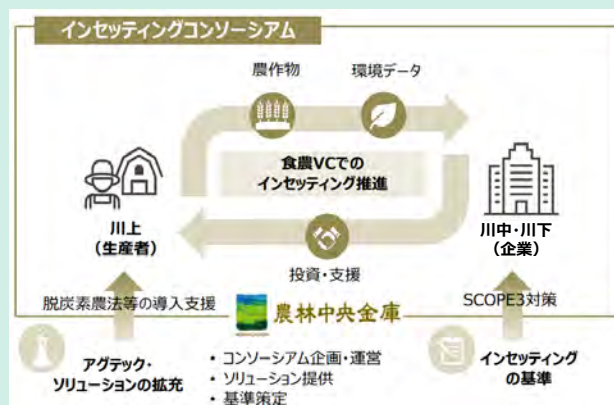 インセッティングコンソーシアム
農作物
環境データ
食農VCでの
インセッティング推進
川上
（生産者）
川中・川下
（企業）
投資・支援
脱炭素農法等の導入支援
農林中央金庫
SCOPE3対策
アグテック・
ソリューションの拡充
• コンソーシアム企画・運営
• ソリューション提供
• 基準策定
インセッティング
の基準